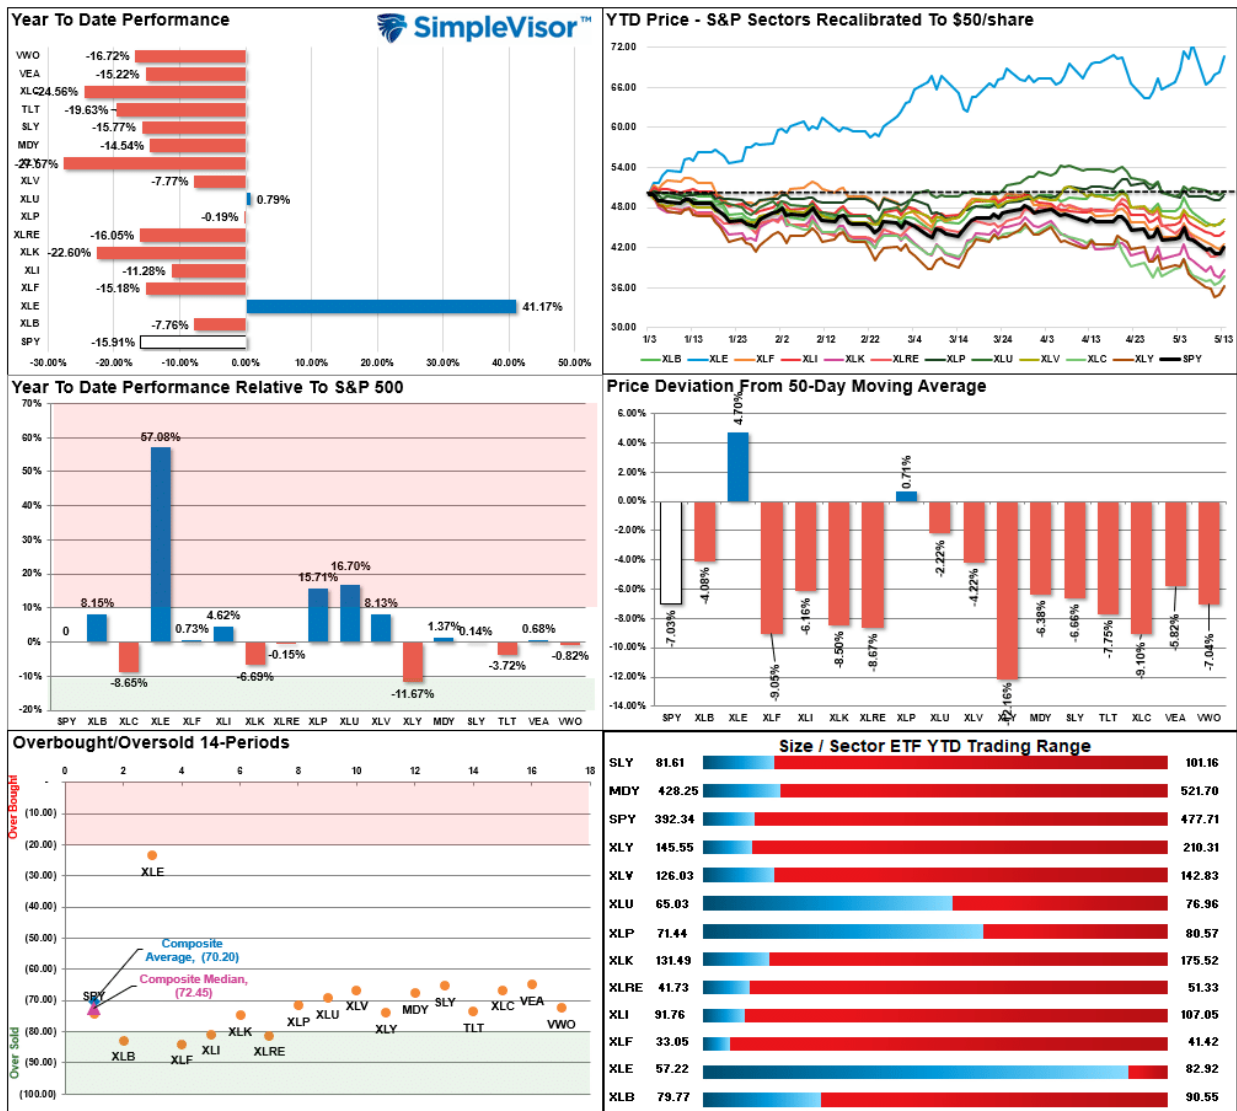 Year To Date Performance
SimpleVisor
VWO -16.72%
VEA -15.22%
XLC -24.56%
TLT -19.63%
SLY -15.77%
MDY -14.54%
XLY
XLV -7.77%
XLU 0.79%
XLP -0.19%
XLRE -16.05%
XLK -22.60%
XLI -11.28%
XLF -15.18%
XLE 41.17%
XLB -7.76%
SPY -15.91%
-30.00% -20.00% -10.00% 0.00% 10.00% 20.00% 30.00% 40.00% 50.00%
YTD Price - S&P Sectors Recalibrated To $50/share
72.00
66.00
60.00
54.00
48.00
42.00
36.00
30.00
1/3 1/13 1/23 2/2 2/12 2/22 3/4 3/14 3/24 4/3 4/13 4/23 5/3 5/13
XLB XLE XLF XLI XLK XLRE XLP XLU XLV XLC XLY SPY
Year To Date Performance Relative To S&P 500
70%
60%
50%
40%
30%
20%
10%
0%
-10%
-20%
0 8.15% -8.65% 57.08% 0.73% 4.62% -6.69% -0.15% 15.71% 16.70% 8.13% -11.67% 1.37% 0.14% -3.72% 0.68% -0.82%
SPY XLB XLC XLE XLF XLI XLK XLRE XLP XLU XLV XLY MDY SLY TLT VEA VWO
Price Deviation From 50-Day Moving Average
6.00%
4.00%
2.00%
0.00%
-2.00%
-4.00%
-6.00%
-8.00%
-10.00%
-12.00%
-14.00%
-7.03% -4.08% 4.70% -9.05% -6.16% -8.50% -8.67% 0.71% -2.22% -4.22% -12.16% -6.38% -6.66% -7.75% -9.10% -5.82% -7.04%
SPY XLB XLE XLF XLI XLK XLRE XLP XLU XLV XLY MDY SLY TLT XLC VEA VWO
Overbought/Oversold 14-Periods
0 2 4 6 8 10 12 14 16 18
Over Bought
Over Sold
-
(10.00)
(20.00)
(30.00)
(40.00)
(50.00)
(60.00)
(70.00)
(80.00)
(90.00)
(100.00)
XLE
Composite
Average, (70.20)
Composite Median,
(72.45)
SPY
XLB XLF XLI XLK XLRE XLP XLU XLV XLY MDY SLY TLT XLC VEA VWO
Size / Sector ETF YTD Trading Range
SLY 81.61 101.16
MDY 428.25 521.70
SPY 392.34 477.71
XLY 145.55 210.31
XLV 126.03 142.83
XLU 65.03 76.96
XLP 71.44 80.57
XLK 131.49 175.52
XLRE 41.73 51.33
XLI 91.76 107.05
XLF 33.05 41.42
XLE 57.22 82.92
XLB 79.77 90.55